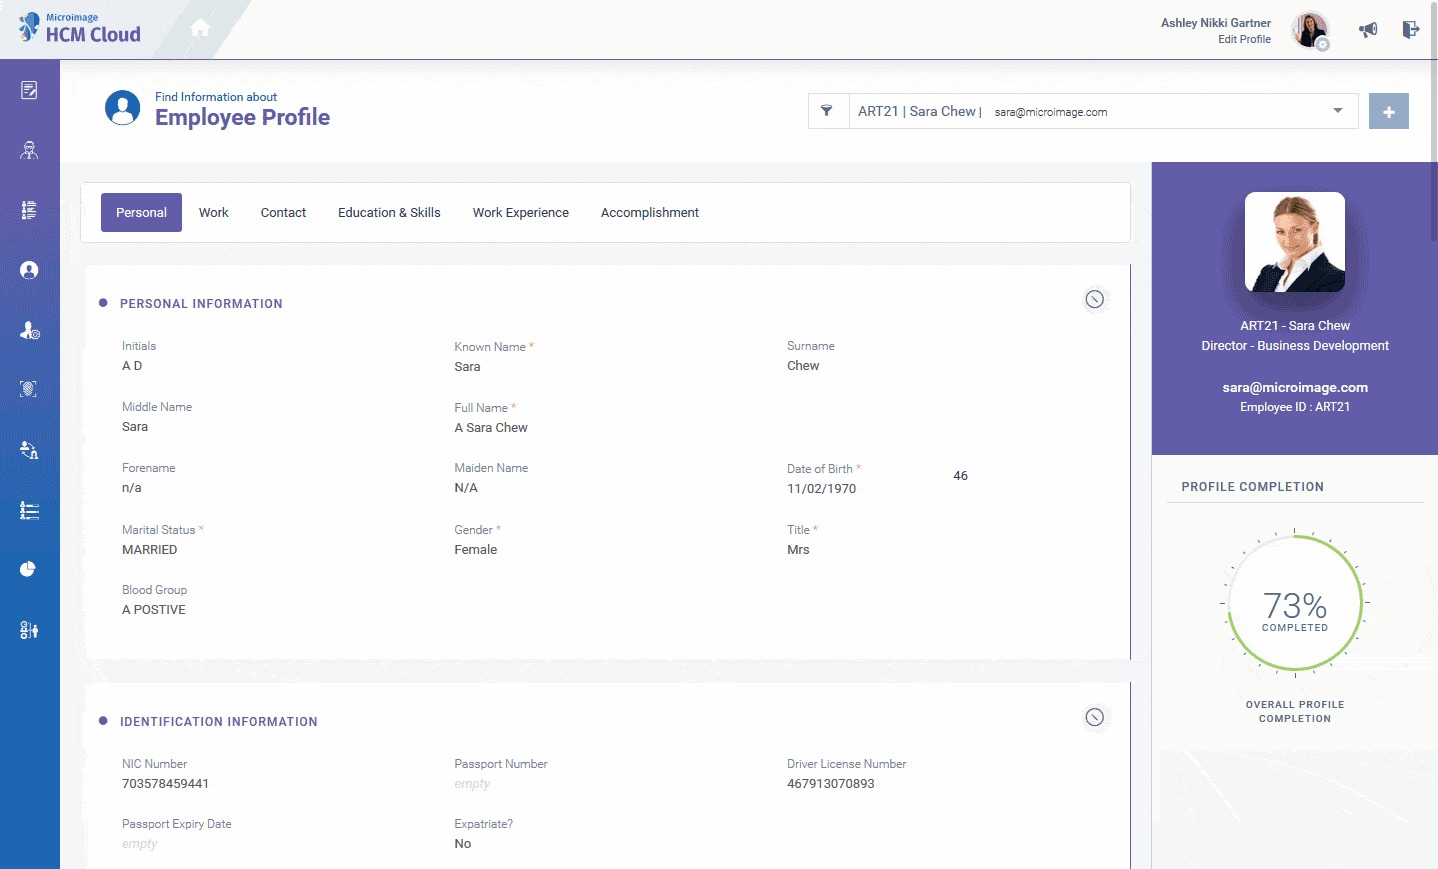 Microimage
HCM Cloud
Ashley Nikki Gartner
Edit Profile
Find Information about
Employee Profile
ART21 | Sara Chew | sara@microimage.com
Personal Work Contact Education & Skills Work Experience Accomplishment
PERSONAL INFORMATION
Initials Known Name * Surname
A D Sara Chew
Middle Name Full Name *
Sara A Sara Chew
Forename Maiden Name Date of Birth * 46
n/a N/A 11/02/1970
Marital Status * Gender * Title *
MARRIED Female Mrs
Blood Group
A POSTIVE
IDENTIFICATION INFORMATION
NIC Number Passport Number Driver License Number
703578459441 empty 467913070893
Passport Expiry Date Expatriate?
empty No
ART21 - Sara Chew
Director - Business Development
sara@microimage.com
Employee ID : ART21
PROFILE COMPLETION
73%
COMPLETED
OVERALL PROFILE
COMPLETION